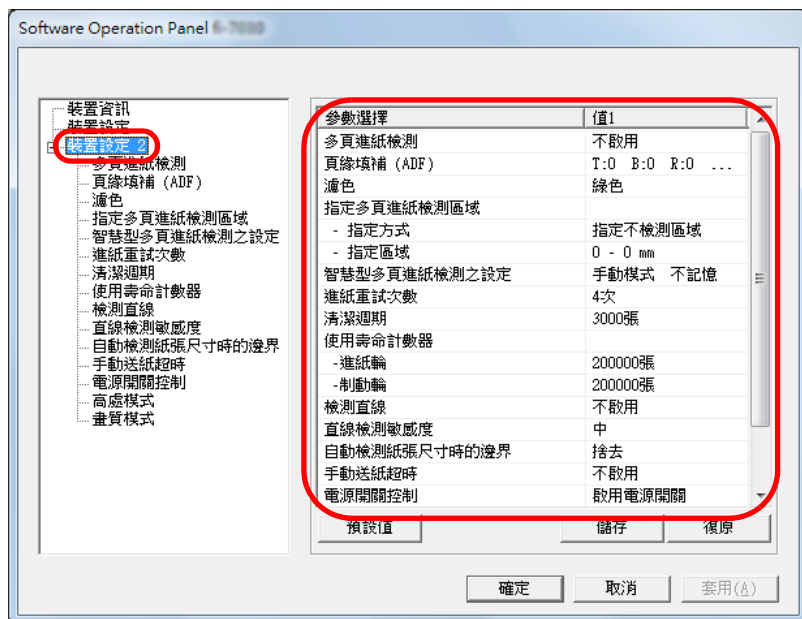 Software Operation Panel
裝置資訊
裝置設定
裝置設定 2
多頁進紙檢測
頁緣填補 (ADF)
濾色
指定多頁進紙檢測區域
智慧型多頁進紙檢測之設定
進紙重試次數
清潔週期
使用壽命計數器
檢測直線
直線檢測敏感度
自動檢測紙張尺寸時的邊界
手動送紙超時
電源開關控制
高處模式
畫質模式
參數選擇 值1
多頁進紙檢測 不啟用
頁緣填補 (ADF) T:0 B:0 R:0 ...
濾色 綠色
指定多頁進紙檢測區域
- 指定方式 指定不檢測區域
- 指定區域 0 - 0 mm
智慧型多頁進紙檢測之設定 手動模式 不記憶
進紙重試次數 4次
清潔週期 3000張
使用壽命計數器
-進紙輪 200000張
-制動輪 200000張
檢測直線 不啟用
直線檢測敏感度 中
自動檢測紙張尺寸時的邊界 捨去
手動送紙超時 不啟用
電源開關控制 啟用電源開關
預設值 儲存 復原
確定 取消 套用(A)